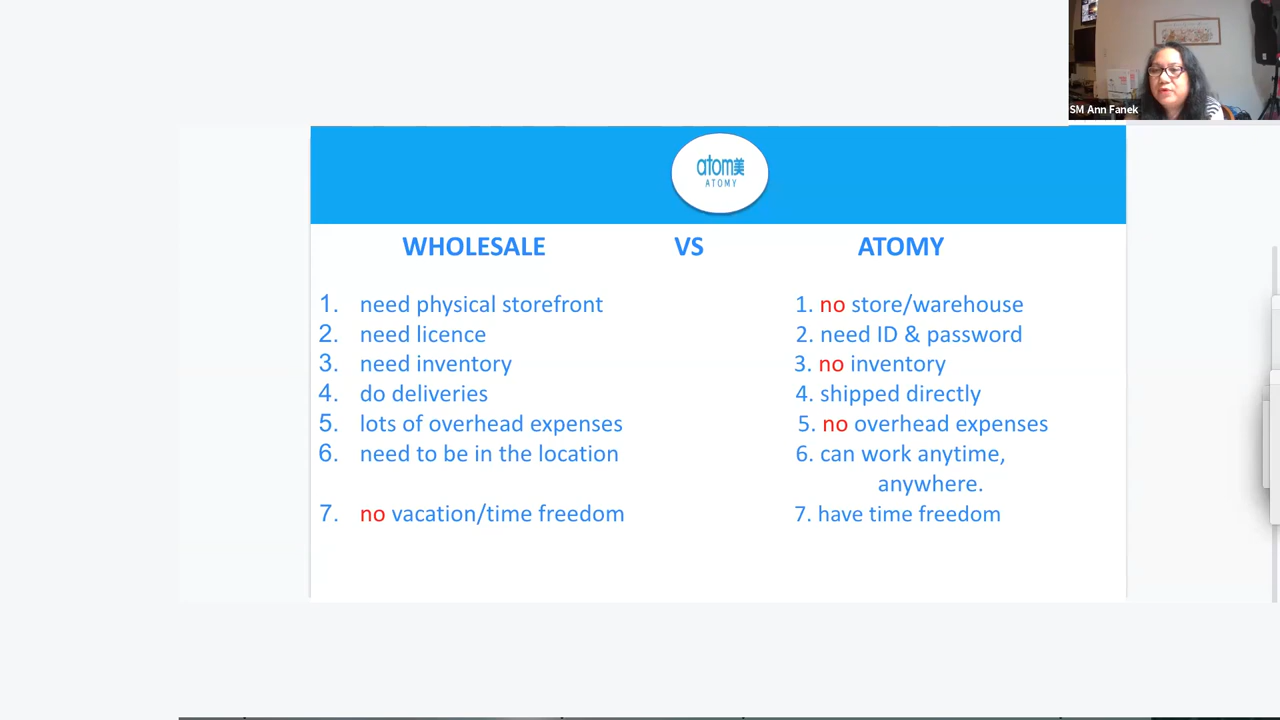 SM Ann Fanek
atom美
ATOMY
WHOLESALE VS ATOMY
1. need physical storefront
2. need licence
3. need inventory
4. do deliveries
5. lots of overhead expenses
6. need to be in the location
7. no vacation/time freedom
1. no store/warehouse
2. need ID & password
3. no inventory
4. shipped directly
5. no overhead expenses
6. can work anytime,
anywhere.
7. have time freedom